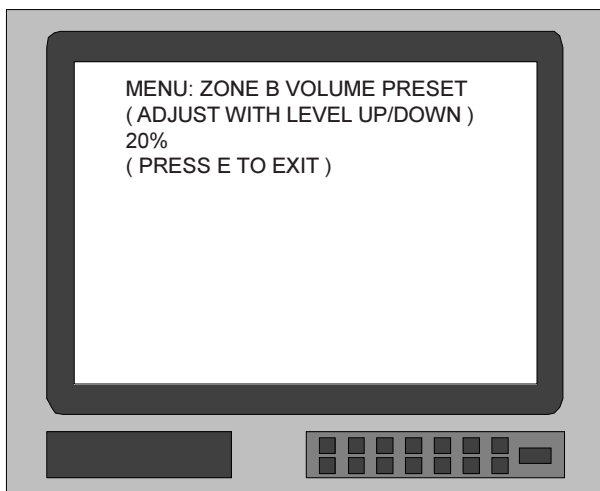 MENU: ZONE B VOLUME PRESET
( ADJUST WITH LEVEL UP/DOWN )
20%
( PRESS E TO EXIT )